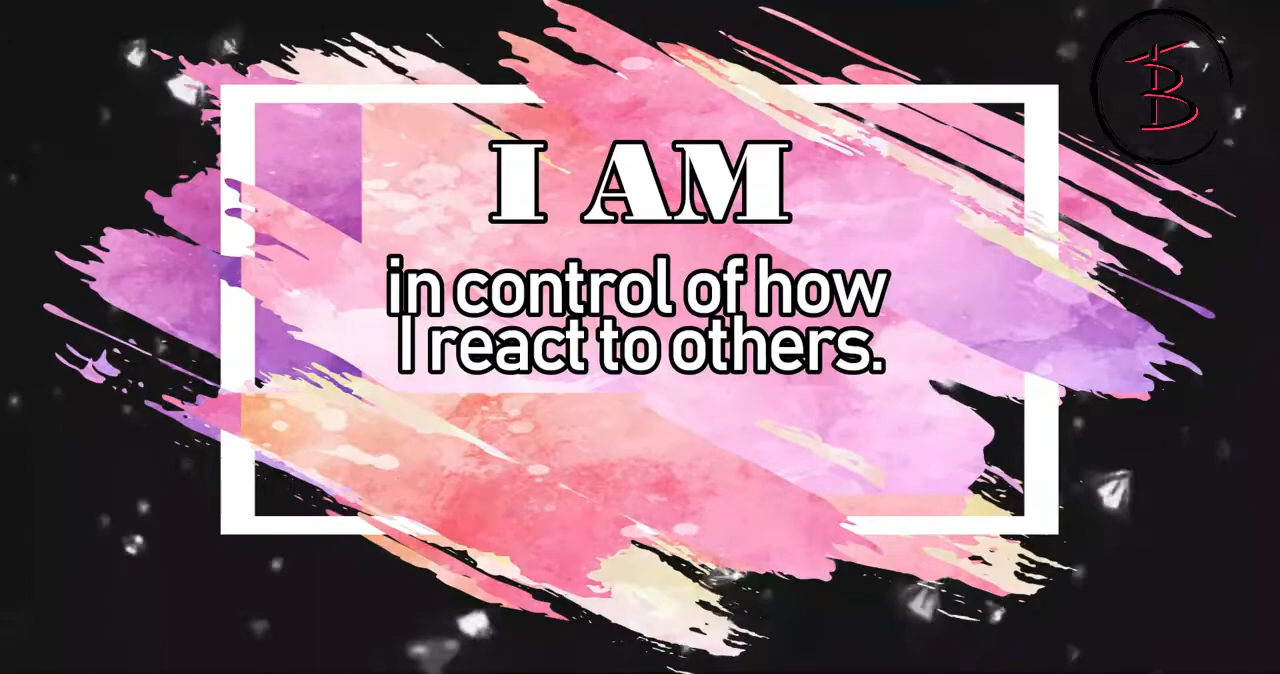 I AM
in control of how
I react to others.